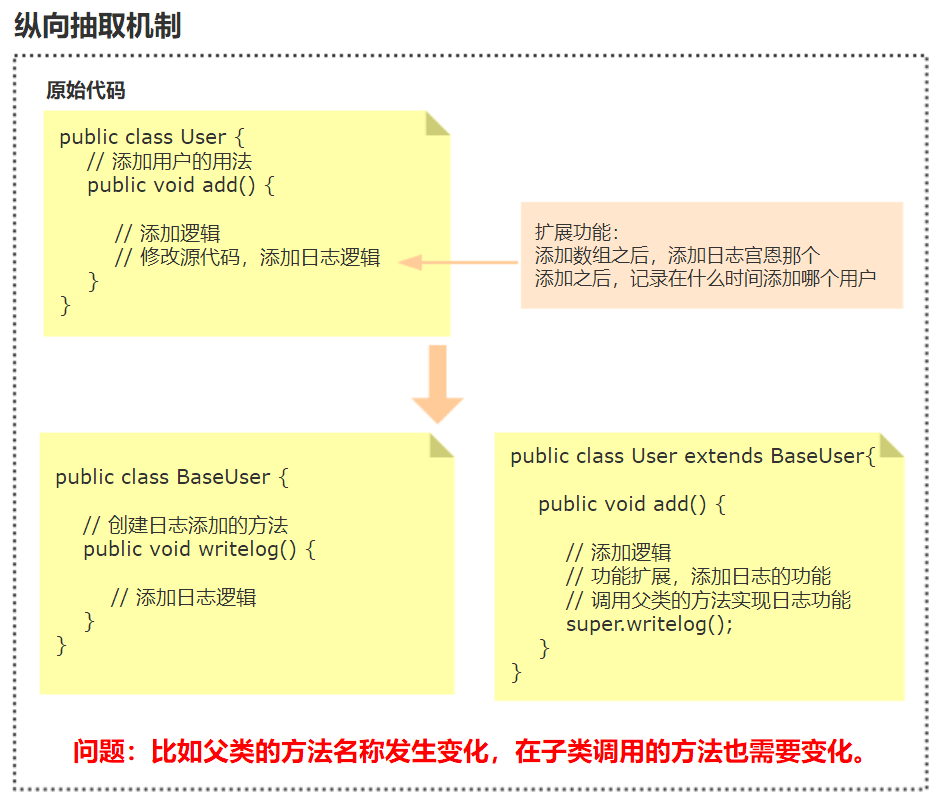 纵向抽取机制
原始代码
public class User {
// 添加用户的用法
public void add() {
// 添加逻辑
// 修改源代码，添加日志逻辑
}
}
扩展功能：
添加数组之后，添加日志宫恩那个
添加之后，记录在什么时间添加哪个用户
public class BaseUser {
// 创建日志添加的方法
public void writelog() {
// 添加日志逻辑
}
}
public class User extends BaseUser{
public void add() {
// 添加逻辑
// 功能扩展，添加日志的功能
// 调用父类的方法实现日志功能
super.writelog();
}
}
问题：比如父类的方法名称发生变化，在子类调用的方法也需要变化。